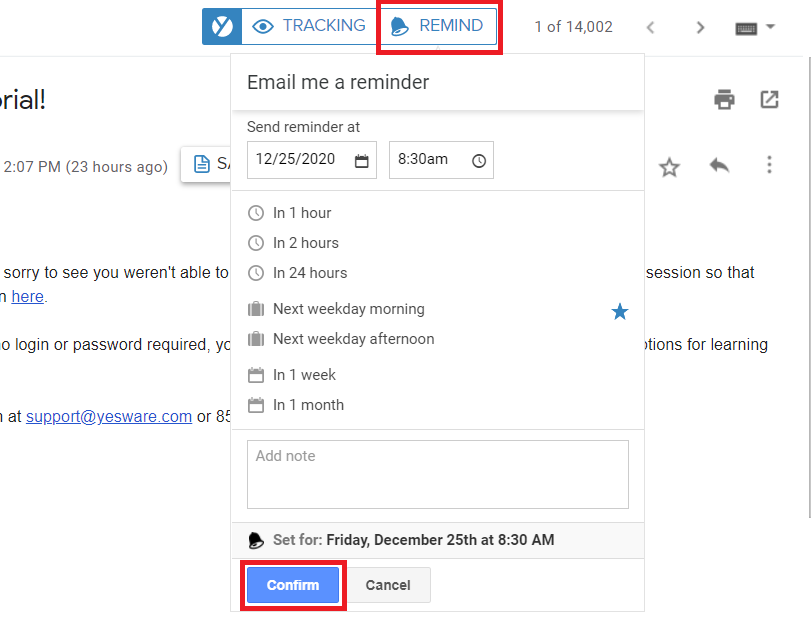 TRACKING REMIND 1 of 14,002
orial!
Email me a reminder
Send reminder at
2:07 PM (23 hours ago)
12/25/2020 8:30am
In 1 hour
In 2 hours
sorry to see you weren't able to In 24 hours session so that
n here.
Next weekday morning
no login or password required, yo Next weekday afternoon ptions for learning
In 1 week
In 1 month
n at support@yesware.com or 85
Add note
Set for: Friday, December 25th at 8:30 AM
Confirm Cancel